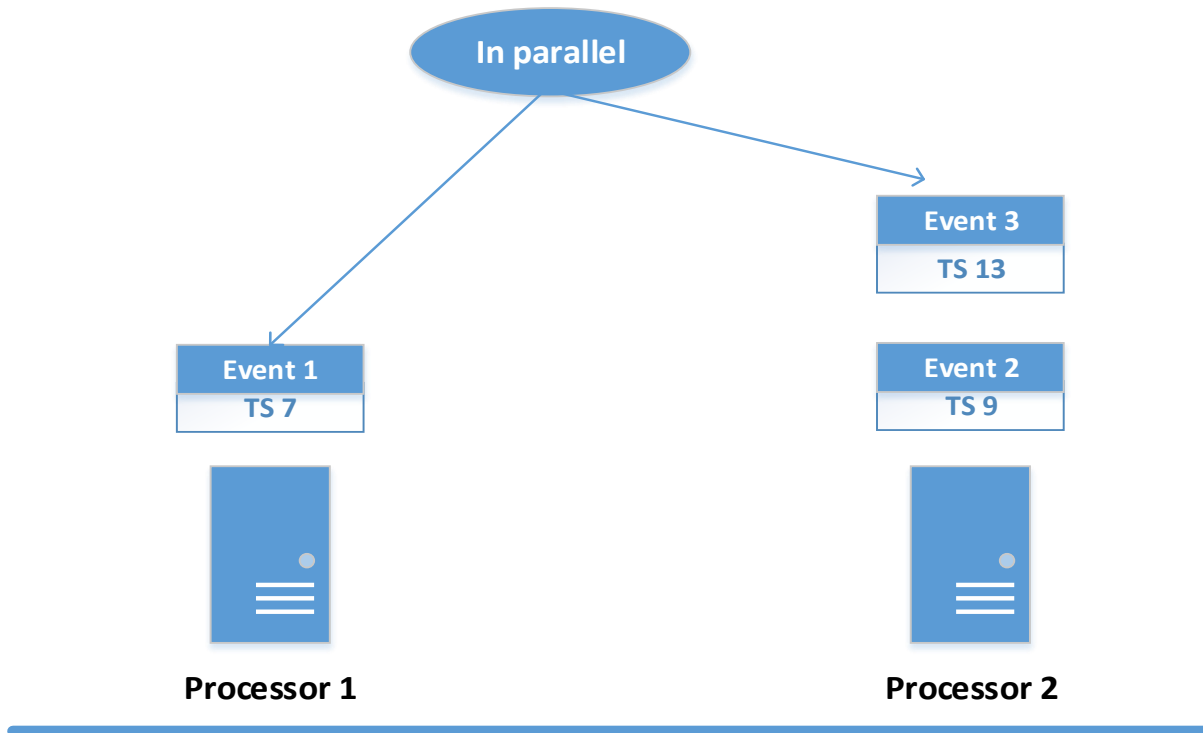 In parallel
Event 3
TS 13
Event 1
TS 7
Event 2
TS 9
Processor 1
Processor 2